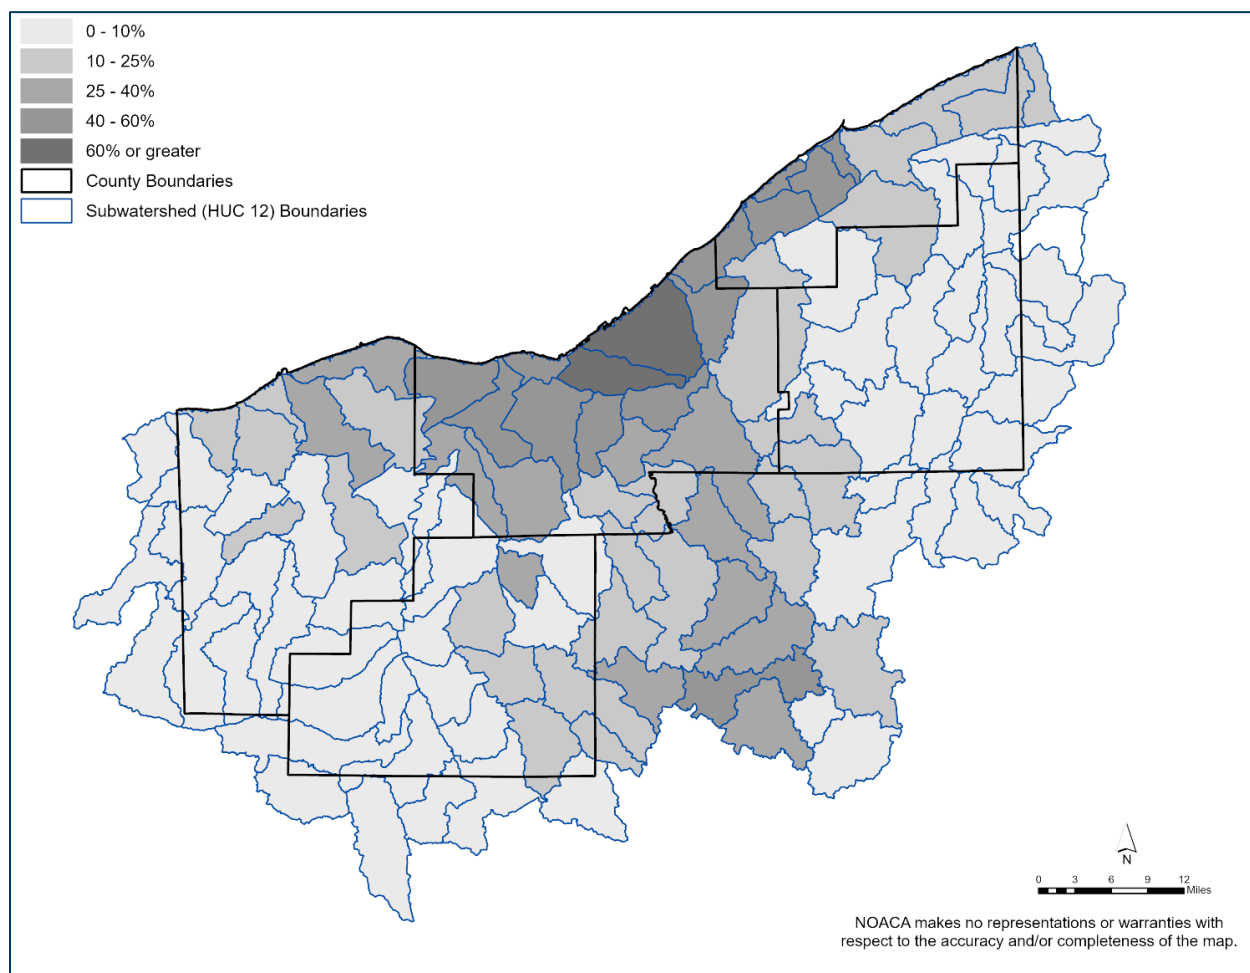 0 - 10%
10 - 25%
25 - 40%
40 - 60%
60% or greater
County Boundaries
Subwatershed (HUC 12) Boundaries
N
0 3 6 9 12
Miles
NOACA makes no representations or warranties with
respect to the accuracy and/or completeness of the map.